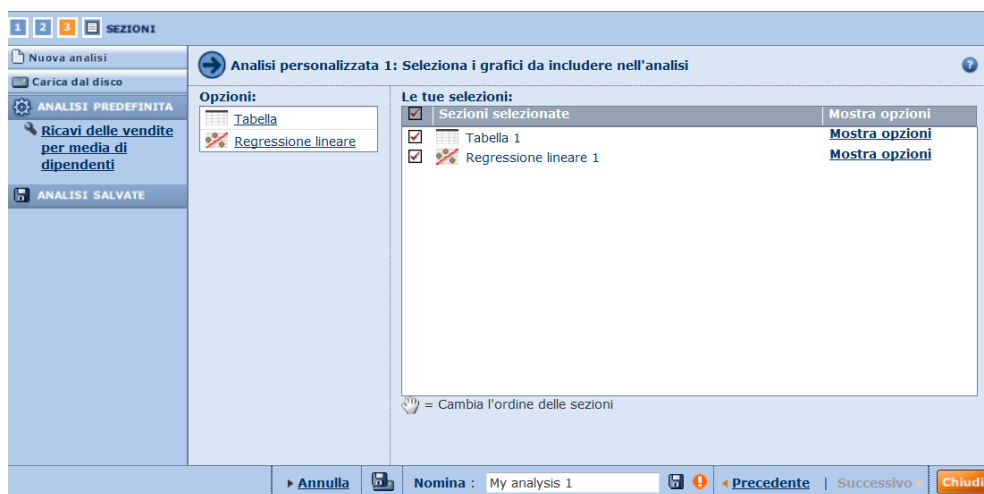 1 2 3 SEZIONI
Nuova analisi
Carica dal disco
ANALISI PREDEFINITA
Ricavi delle vendite
per media di
dipendenti
ANALISI SALVATE
Analisi personalizzata 1: Seleziona i grafici da includere nell'analisi
?
Opzioni:
Tabella
Regressione lineare
Le tue selezioni:
Sezioni selezionate Mostra opzioni
Tabella 1 Mostra opzioni
Regressione lineare 1 Mostra opzioni
= Cambia l'ordine delle sezioni
Annulla Nomina : My analysis 1 ! Precedente | Successivo Chiudi